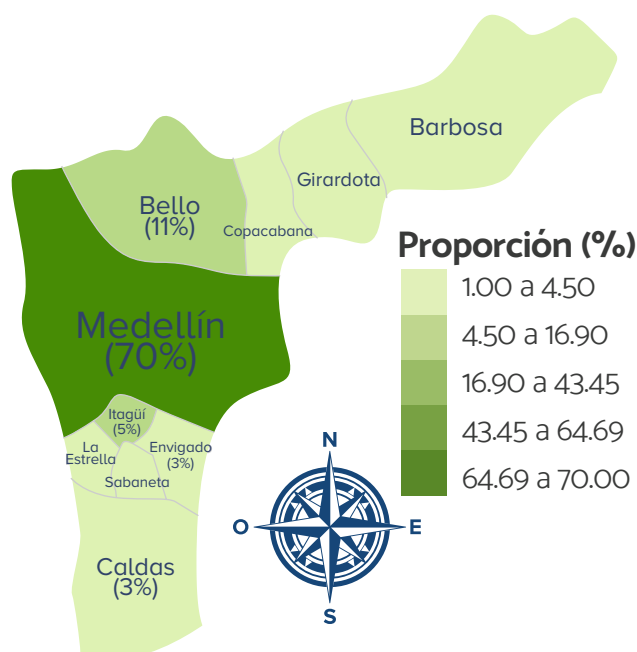 Barbosa
Girardota
Bello
(11%)
Copacabana
Proporción (%)
1.00 a 4.50
4.50 a 16.90
16.90 a 43.45
43.45 a 64.69
64.69 a 70.00
Medellín
(70%)
Itagüí
(5%)
La
Estrella
Envigado
(3%)
Sabaneta
Caldas
(3%)
N
O
E
S